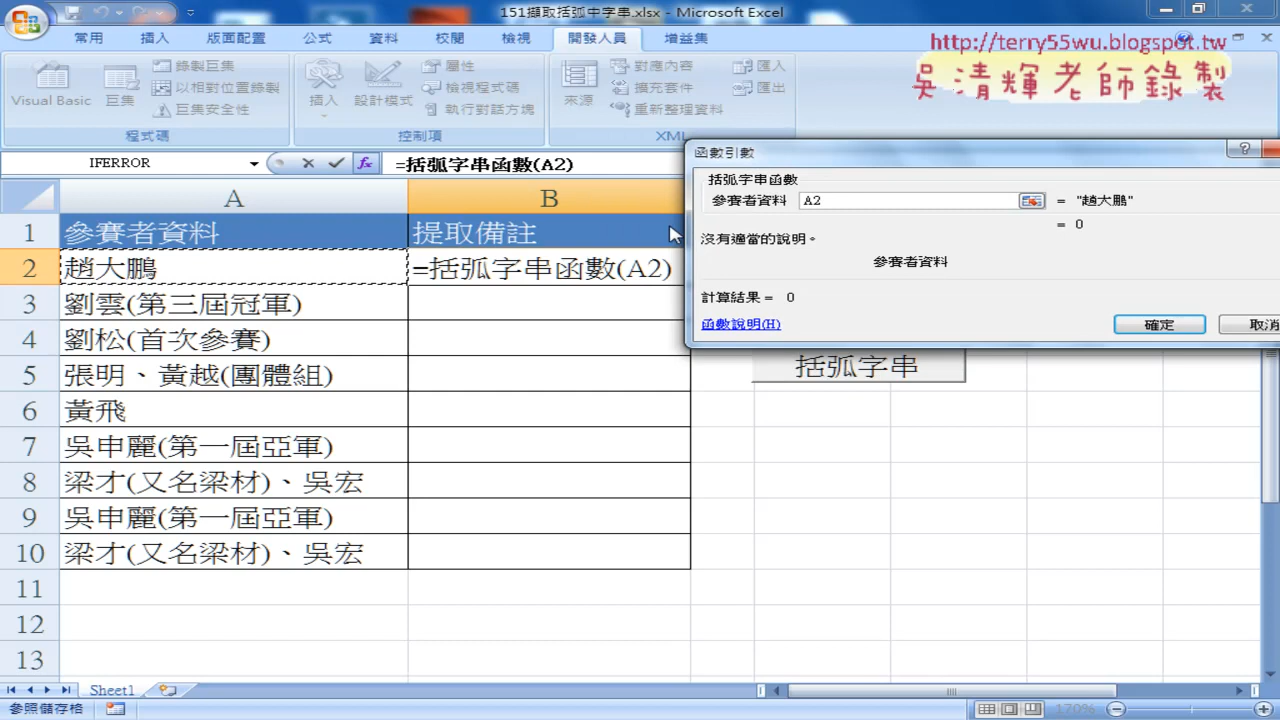 151擷取括弧中字串.xlsx - Microsoft Excel
常用 插入 版面配置 公式 資料 校閱 檢視 開發人員 增益集
http://terry55wu.blogspot.tw
吳清輝老師錄製
Visual Basic 巨集 錄製巨集 以相對位置錄製 巨集安全性 程式碼
插入 設計模式 屬性 檢視程式碼 執行對話方塊 控制項
來源 對應內容 擴充套件 重新整理資料 匯入 匯出 XML
IFERROR =括弧字串函數(A2)
函數引數
括弧字串函數
參賽者資料 A2 = "趙大鵬"
= 0
沒有適當的說明。
參賽者資料
計算結果 = 0
函數說明(H) 確定 取消
括弧字串
A B
1 參賽者資料 提取備註
2 趙大鵬 =括弧字串函數(A2)
3 劉雲(第三屆冠軍)
4 劉松(首次參賽)
5 張明、黃越(團體組)
6 黃飛
7 吳申麗(第一屆亞軍)
8 梁才(又名梁材)、吳宏
9 吳申麗(第一屆亞軍)
10 梁才(又名梁材)、吳宏
11
12
13
Sheet1
參照儲存格 170%